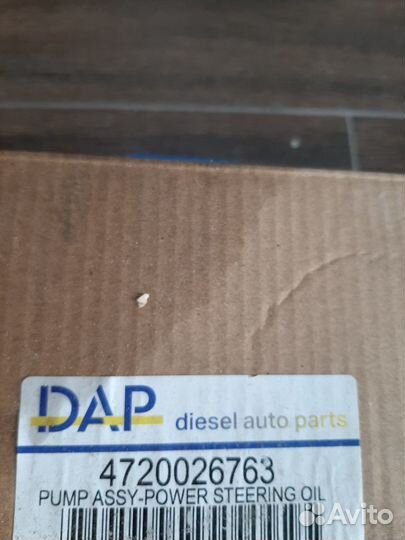 DAP diesel auto parts
4720026763
PUMP ASSY-POWER STEERING OIL
Avito